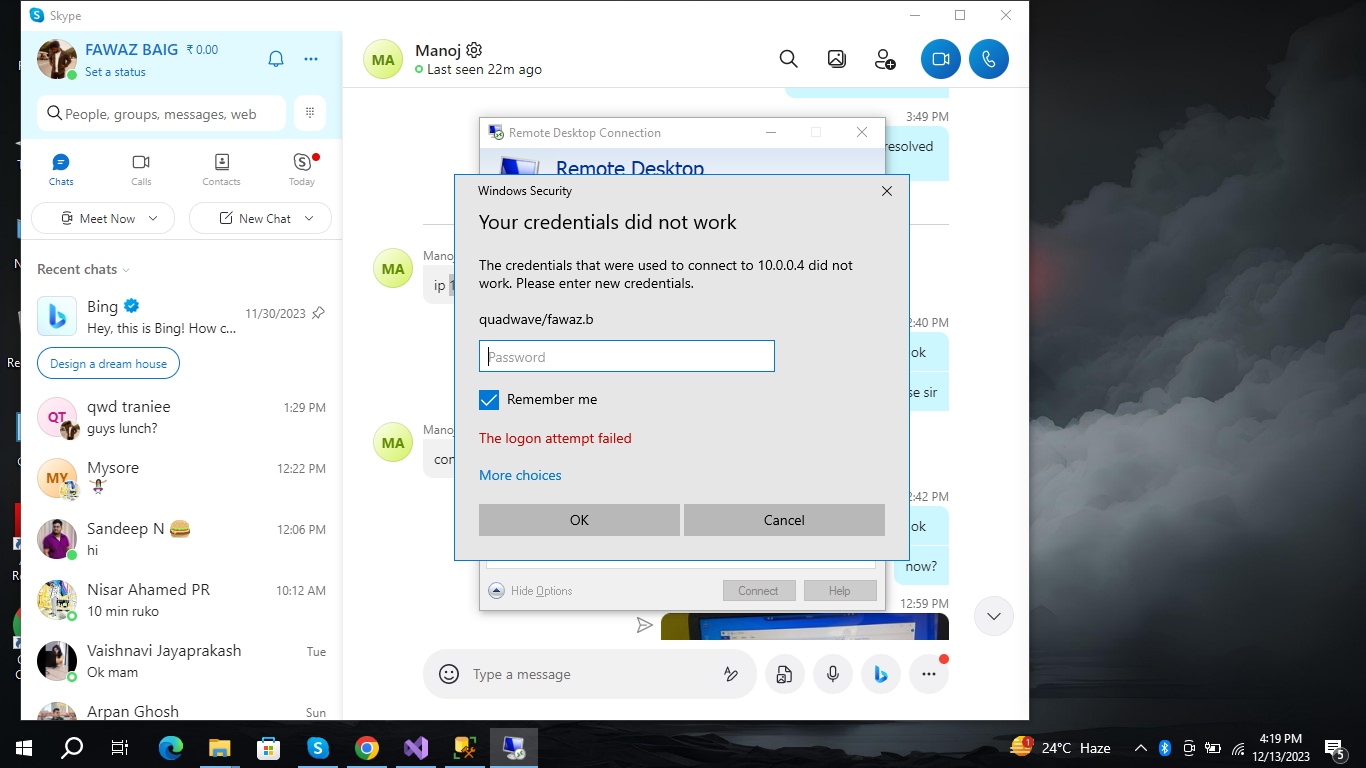 Skype
FAWAZ BAIG ₹ 0.00
Set a status
People, groups, messages, web
Chats
Calls
Contacts
Today
Meet Now
New Chat
Recent chats
Bing
11/30/2023
Hey, this is Bing! How c...
Design a dream house
QT
qwd traniee
1:29 PM
guys lunch?
MY
Mysore
12:22 PM
Sandeep N
12:06 PM
hi
Nisar Ahamed PR
10:12 AM
10 min ruko
Vaishnavi Jayaprakash
Tue
Ok mam
Arpan Ghosh
Sun
MA
Manoj
Last seen 22m ago
3:49 PM
resolved
Remote Desktop Connection
Remote Desktop
Windows Security
Your credentials did not work
The credentials that were used to connect to 10.0.0.4 did not
work. Please enter new credentials.
quadwave/fawaz.b
Password
Remember me
The logon attempt failed
More choices
OK
Cancel
Hide Options
Connect
Help
MA
Manoj
ip 1
2:40 PM
ok
se sir
MA
Manoj
con
2:42 PM
ok
now?
12:59 PM
Type a message
1
24°C Haze
4:19 PM
12/13/2023
5